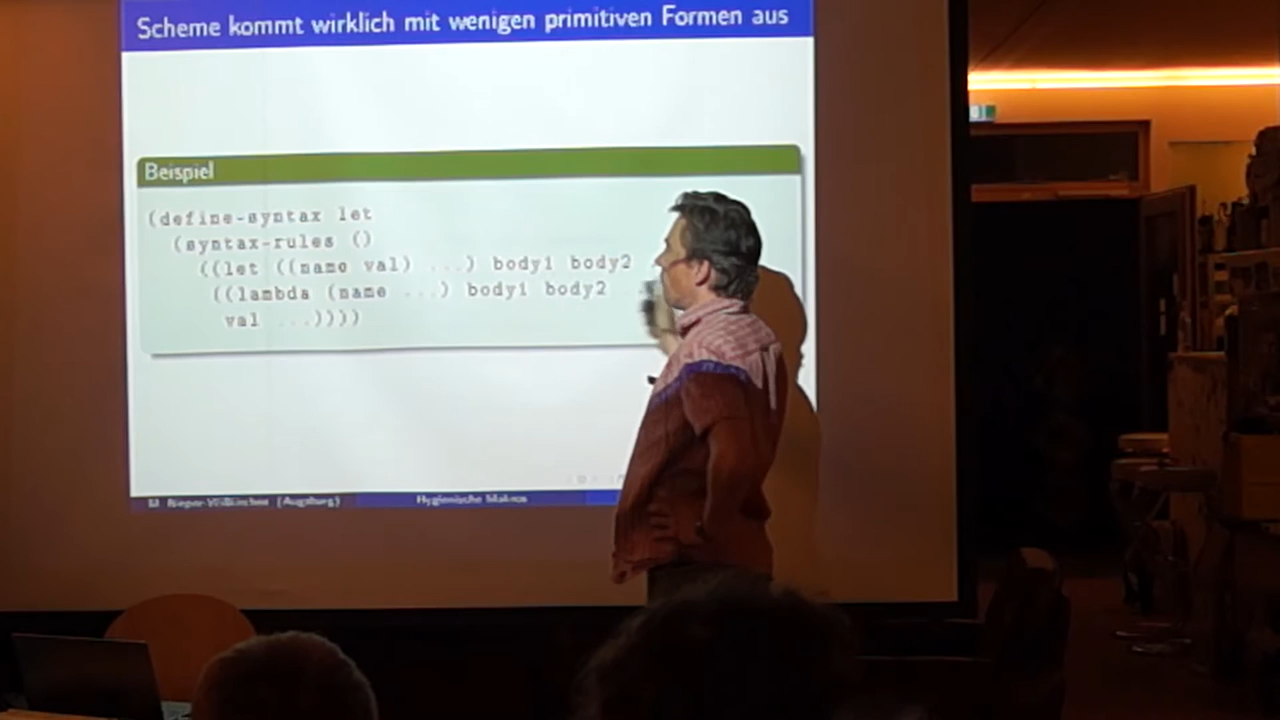 Scheme kommt wirklich mit wenigen primitiven Formen aus
Beispiel
(define-syntax let
(syntax-rules ()
((let ((name val) ...) body1 body2
((lambda (name ...) body1 body2
val ...))))
(Augsburg) Hygienische Makros